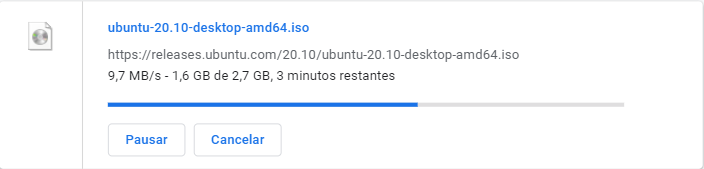 ubuntu-20.10-desktop-amd64.iso
https://releases.ubuntu.com/20.10/ubuntu-20.10-desktop-amd64.iso
9,7 MB/s - 1,6 GB de 2,7 GB, 3 minutos restantes
Pausar Cancelar